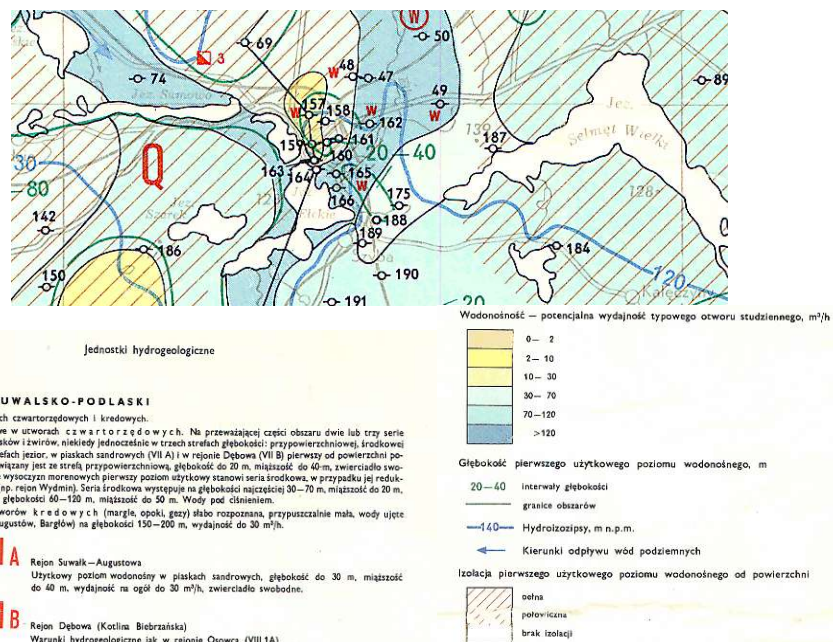 W
50
69
3
48
47
74
Jez. Sunowo
W
89
49
157
158
W
W
162
W
Jez.
139
187
Selmęt Wielki
159
161
160
20—40
30
80
Q
163
164
165
W
166
175
128
Jez.
Szarek
Ełckie
188
142
189
186
184
150
190
120
191
20
Wodonośność — potencjalna wydajność typowego otworu studziennego, m³/h
0— 2
2— 10
10— 30
30— 70
70—120
>120
Jednostki hydrogeologiczne
UWALSKO-PODLASKI
ch czwartorzędowych i kredowych.
we w utworach czwartorzędowych. Na przeważającej części obszaru dwie lub trzy serie
sków i żwirów, niekiedy jednocześnie w trzech strefach głębokości: przypowierzchniowej, środkowej
efach jezior, w piaskach sandrowych (VII A) i w rejonie Dębowa (VII B) pierwszy od powierzchni po-
wiązany jest ze strefą przypowierzchniową, głębokość do 20 m, miąższość do 40 m, zwierciadło swo-
e wysoczyzn morenowych pierwszy poziom użytkowy stanowi seria środkowa, w przypadku jej reduk-
(np. rejon Wydmin). Seria środkowa występuje na głębokości najczęściej 30—70 m, miąższość do 20 m,
głębokości 60—120 m, miąższość do 50 m. Wody pod ciśnieniem.
worów kredowych (margle, opoki, gezy) słabo rozpoznana, przypuszczalnie mała, wody ujęte
ugustów, Bargłów) na głębokości 150—200 m, wydajność do 30 m³/h.
Głębokość pierwszego użytkowego poziomu wodonośnego, m
20—40 interwały głębokości
granice obszarów
140 Hydroizohipsy, m n.p.m.
Kierunki odpływu wód podziemnych
Izolacja pierwszego użytkowego poziomu wodonośnego od powierzchni
pełna
połowiczna
brak izolacji
A Rejon Suwałk—Augustowa
Użytkowy poziom wodonośny w piaskach sandrowych, głębokość do 30 m, miąższość
do 40 m, wydajność na ogół do 30 m³/h, zwierciadło swobodne.
B Rejon Dębowa (Kotlina Biebrzańska)
Warunki hydrogeologiczne jak w rejonie Osowca (VIII 1A)